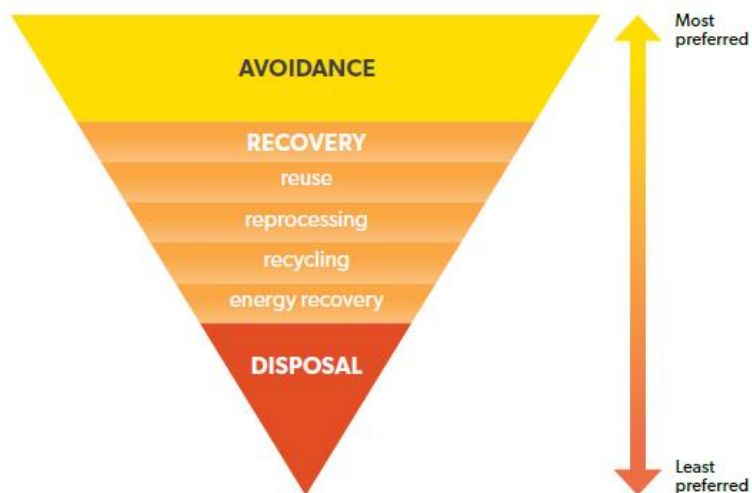 Most
preferred
AVOIDANCE
RECOVERY
reuse
reprocessing
recycling
energy recovery
DISPOSAL
Least
preferred